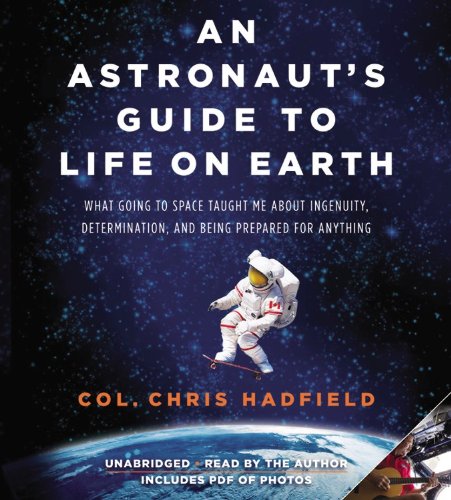 AN
ASTRONAUT'S
GUIDE TO
LIFE ON EARTH
WHAT GOING TO SPACE TAUGHT ME ABOUT INGENUITY,
DETERMINATION, AND BEING PREPARED FOR ANYTHING
COL. CHRIS HADFIELD
UNABRIDGED • READ BY THE AUTHOR
INCLUDES PDF OF PHOTOS